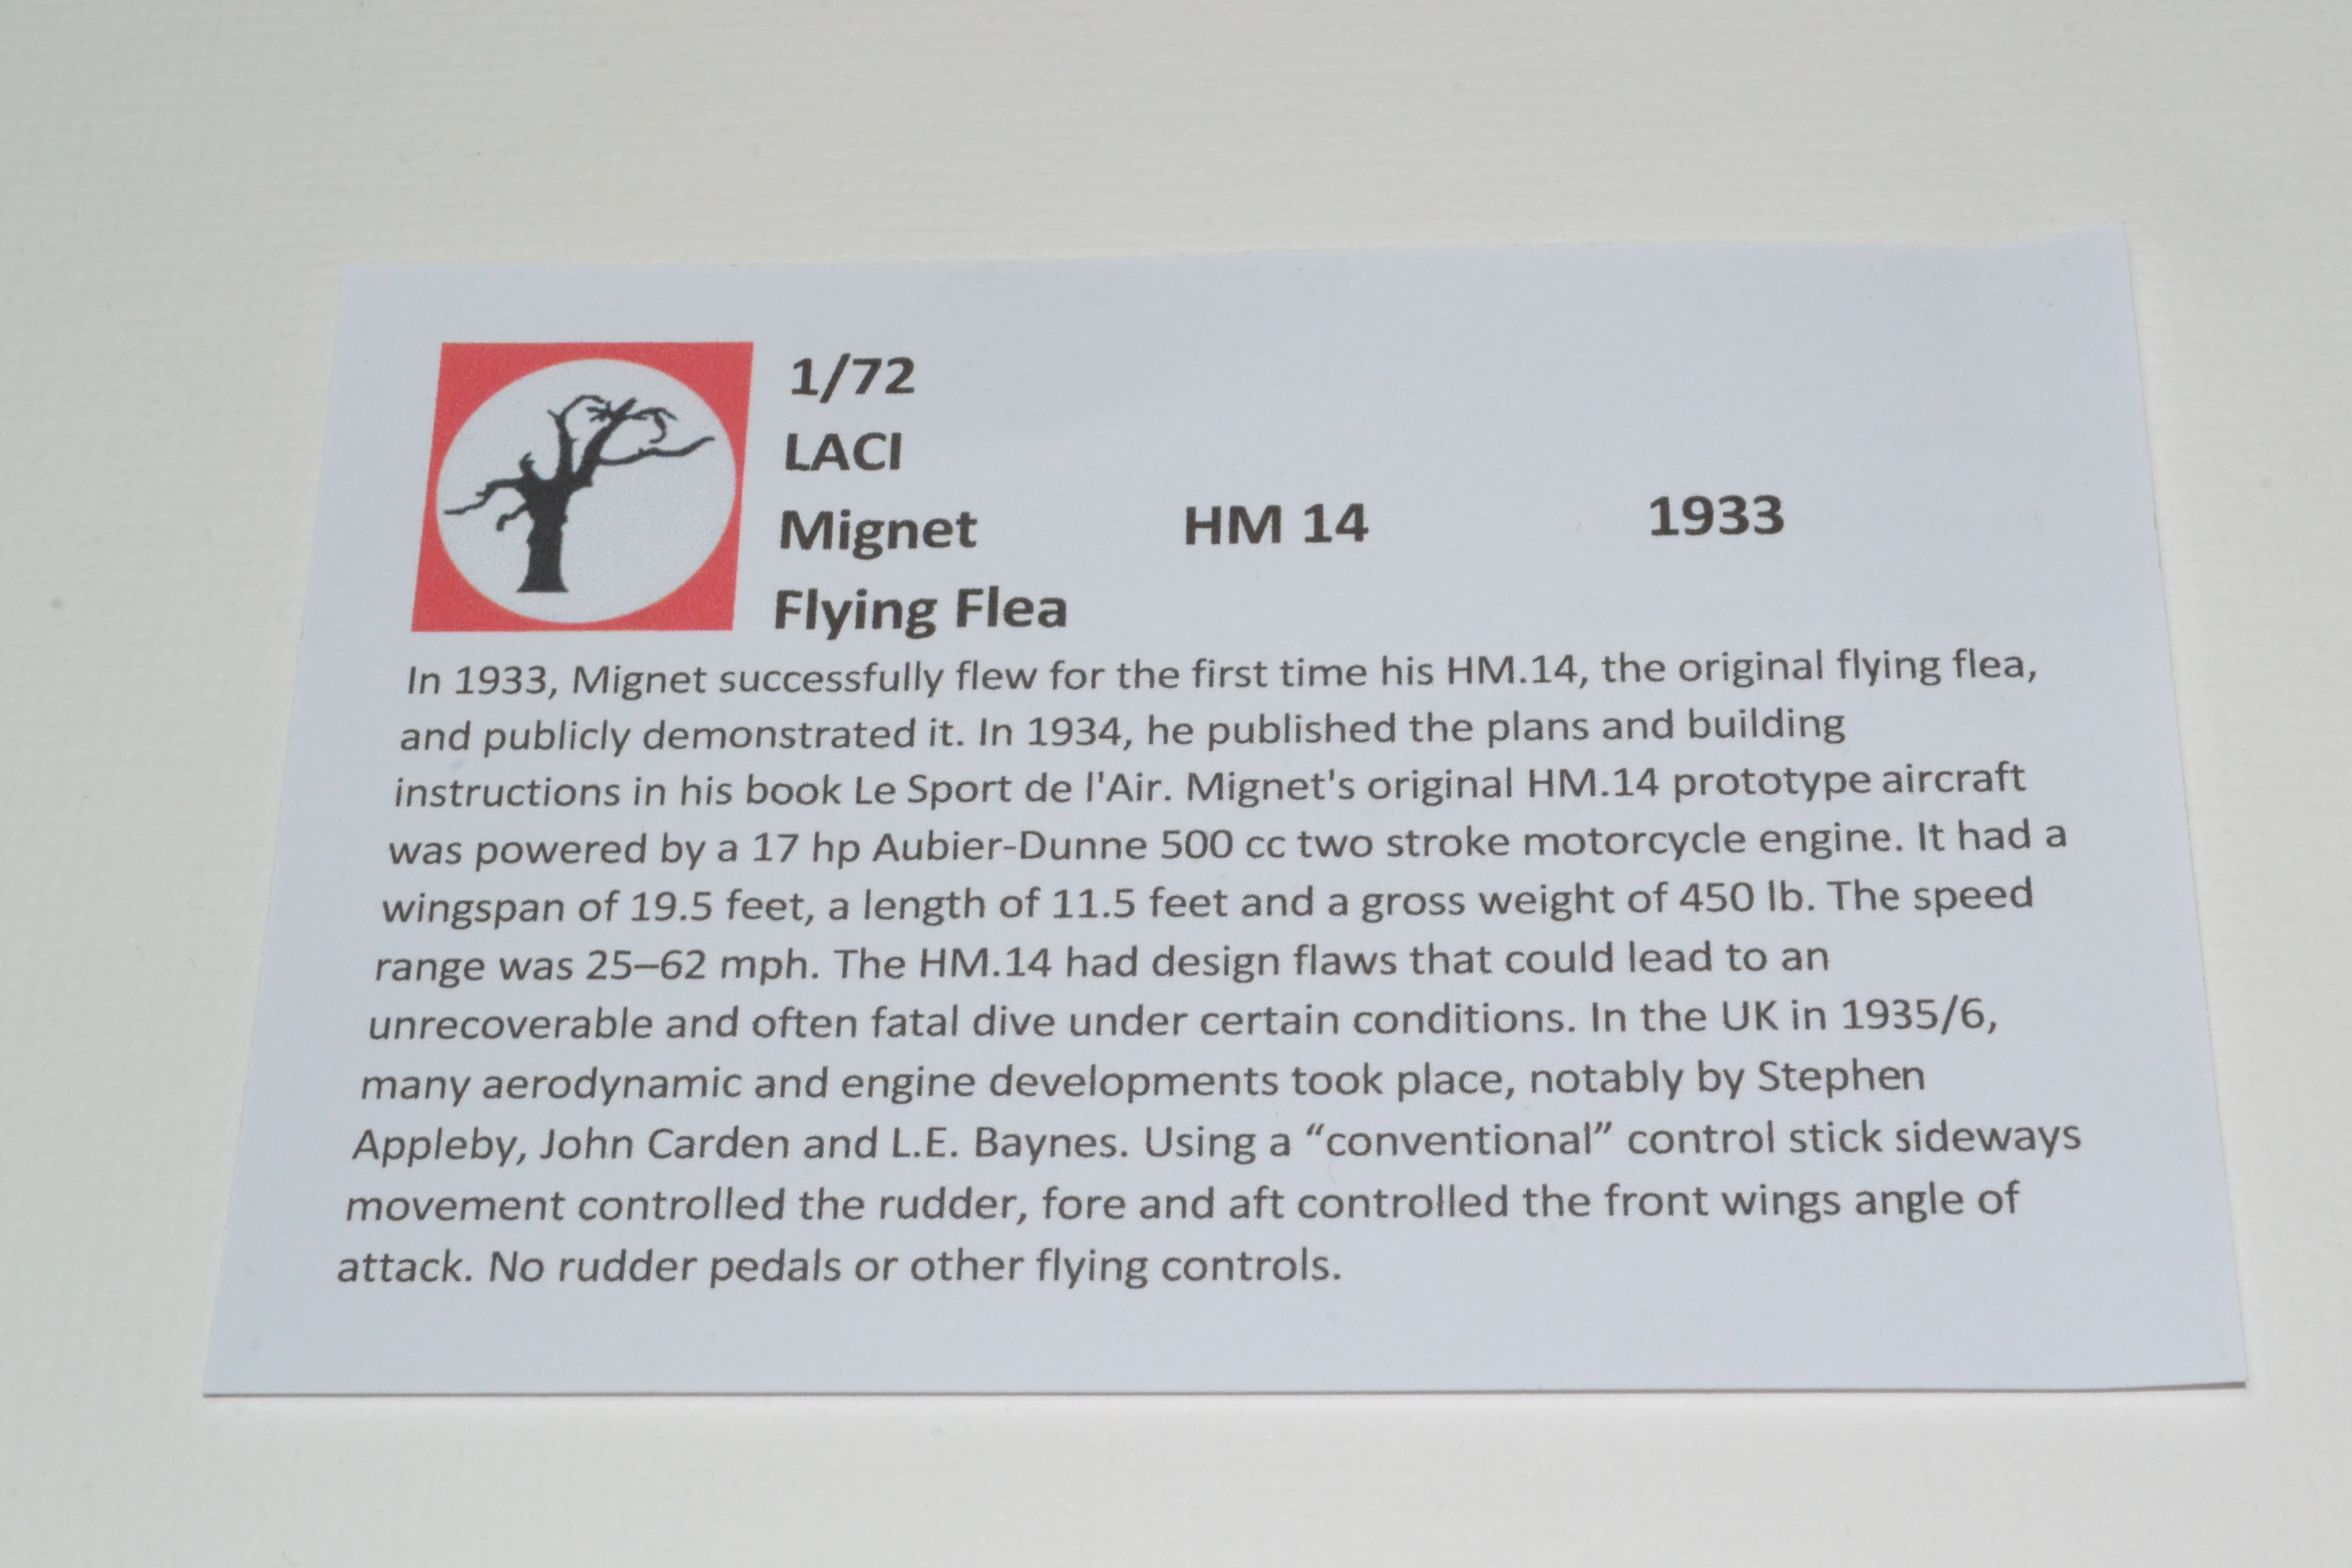 1/72
LACI
Mignet HM 14 1933
Flying Flea
In 1933, Mignet successfully flew for the first time his HM.14, the original flying flea,
and publicly demonstrated it. In 1934, he published the plans and building
instructions in his book Le Sport de l'Air. Mignet's original HM.14 prototype aircraft
was powered by a 17 hp Aubier-Dunne 500 cc two stroke motorcycle engine. It had a
wingspan of 19.5 feet, a length of 11.5 feet and a gross weight of 450 lb. The speed
range was 25–62 mph. The HM.14 had design flaws that could lead to an
unrecoverable and often fatal dive under certain conditions. In the UK in 1935/6,
many aerodynamic and engine developments took place, notably by Stephen
Appleby, John Carden and L.E. Baynes. Using a “conventional” control stick sideways
movement controlled the rudder, fore and aft controlled the front wings angle of
attack. No rudder pedals or other flying controls.